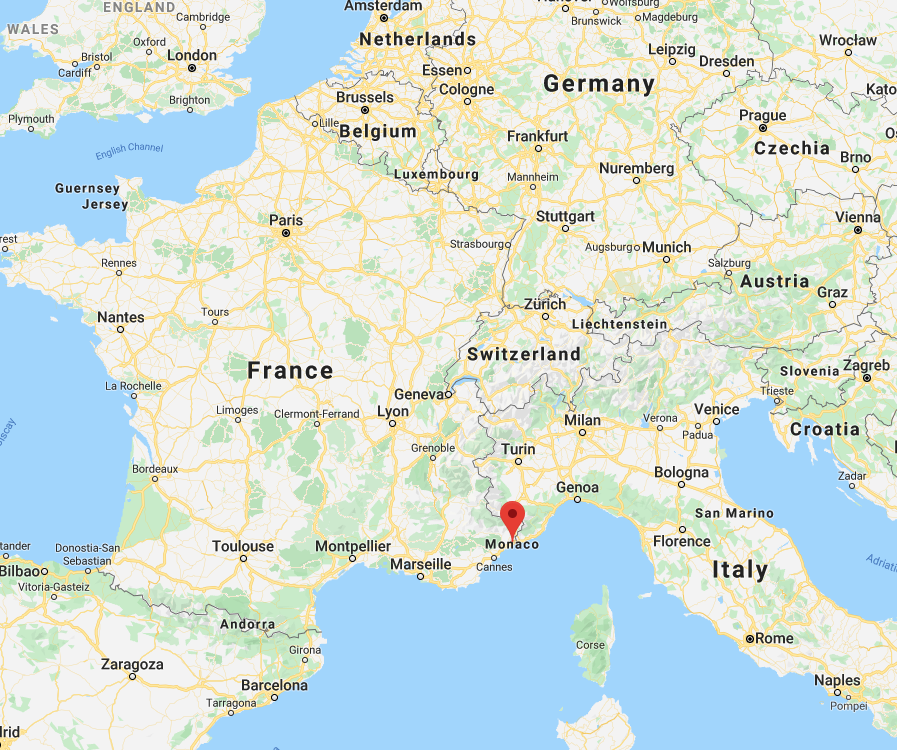 Amsterdam
Wolfsburg
Brunswick
Magdeburg
ENGLAND
Cambridge
WALES
Netherlands
Oxford
Bristol
London
Cardiff
Essen
Cologne
Germany
Leipzig
Dresden
Wrocław
Brighton
Plymouth
Brussels
Lille
Belgium
Frankfurt
Prague
Czechia
Brno
English Channel
Luxembourg
Mannheim
Nuremberg
Guernsey
Jersey
Paris
Strasbourg
Stuttgart
Augsburg
Munich
Vienna
Rennes
Salzburg
Austria
Graz
Nantes
Tours
Zürich
Liechtenstein
France
Switzerland
Slovenia
Zagreb
La Rochelle
Geneva
Trieste
Limoges
Clermont-Ferrand
Lyon
Milan
Verona
Venice
Padua
Croatia
Grenoble
Turin
Bordeaux
Genoa
Bologna
Zadar
San Marino
Toulouse
Montpellier
Monaco
Florence
Donostia-San
Sebastián
Bilbao
Marseille
Cannes
Italy
Vitoria-Gasteiz
Andorra
Corse
Rome
Girona
Zaragoza
Barcelona
Tarragona
Naples
Pompei